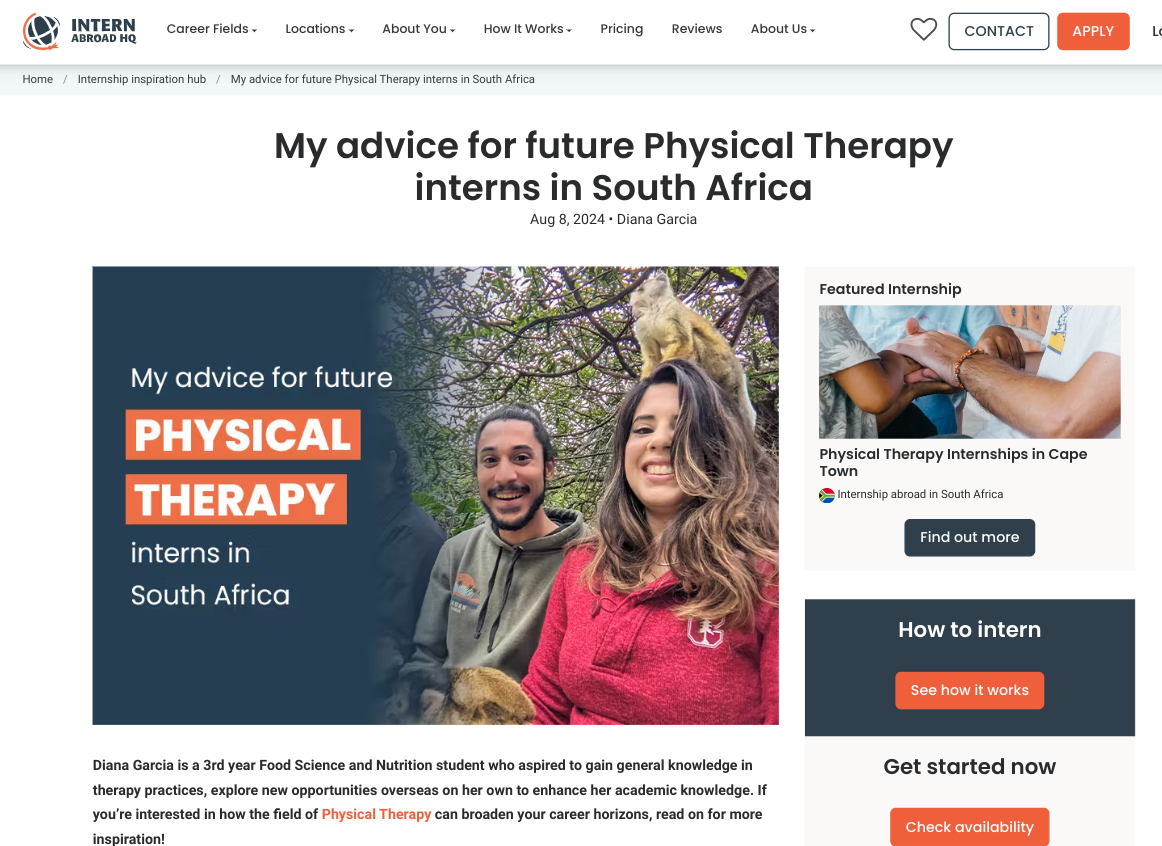 INTERN
ABROAD HQ
Career Fields
Locations
About You
How It Works
Pricing
Reviews
About Us
CONTACT
APPLY
Home / Internship inspiration hub / My advice for future Physical Therapy interns in South Africa
My advice for future Physical Therapy
interns in South Africa
Aug 8, 2024 • Diana Garcia
My advice for future
PHYSICAL
THERAPY
interns in
South Africa
Diana Garcia is a 3rd year Food Science and Nutrition student who aspired to gain general knowledge in
therapy practices, explore new opportunities overseas on her own to enhance her academic knowledge. If
you're interested in how the field of Physical Therapy can broaden your career horizons, read on for more
inspiration!
Featured Internship
Physical Therapy Internships in Cape
Town
Internship abroad in South Africa
Find out more
How to intern
See how it works
Get started now
Check availability